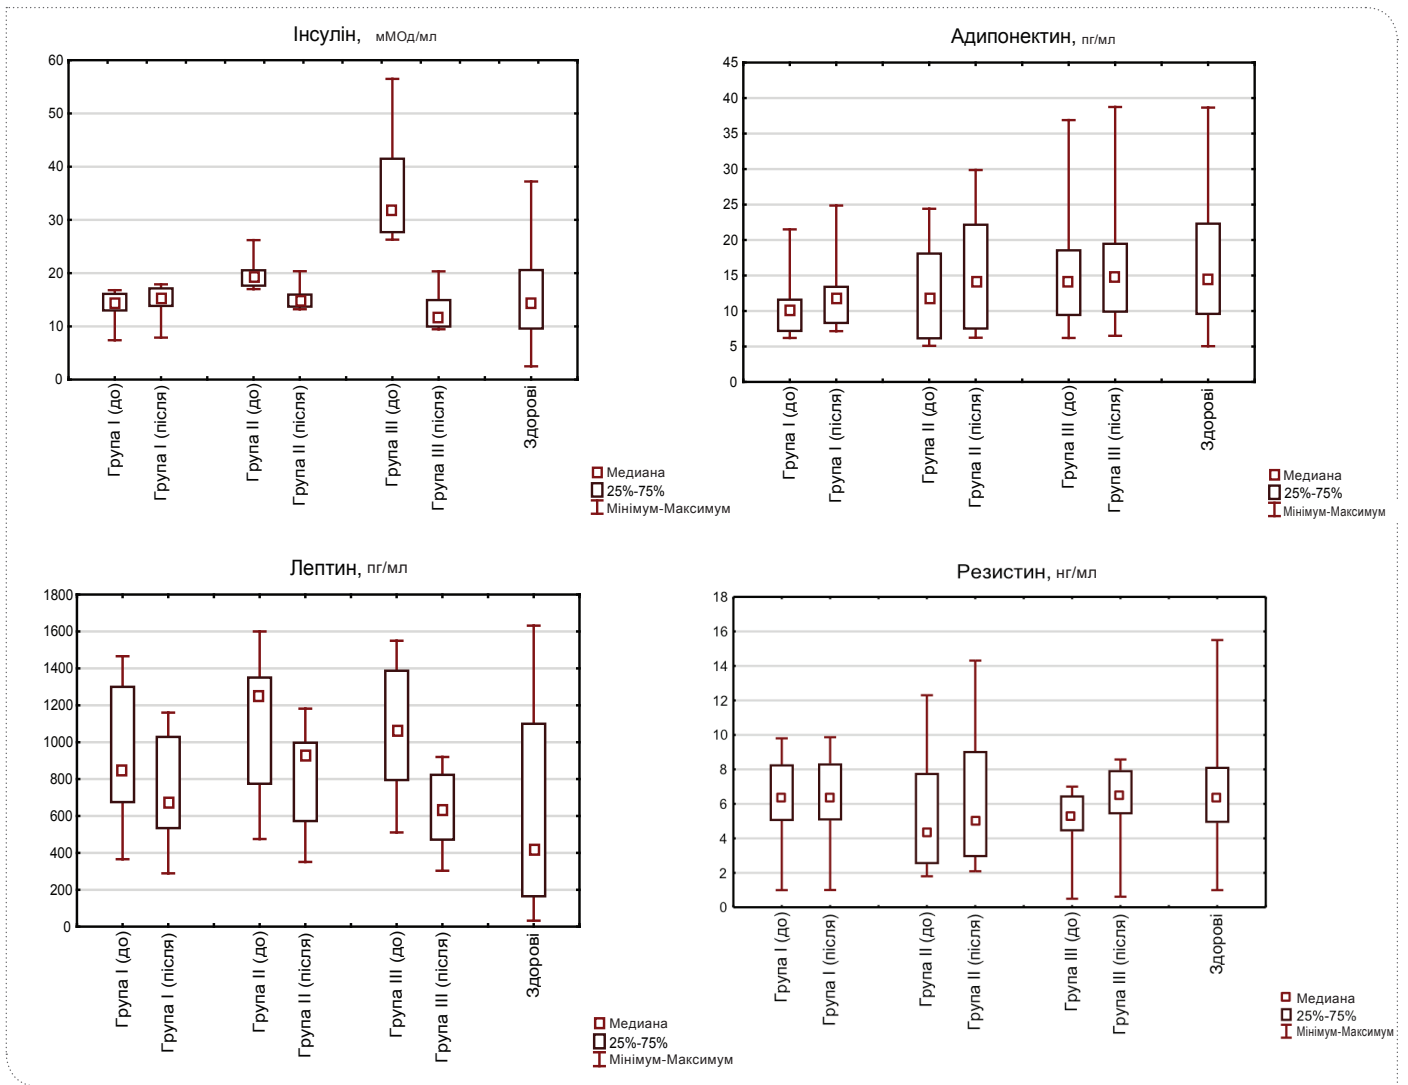 Інсулін, мМОд/мл
60
50
40
30
20
10
0
Група I (до)
Група I (після)
Група II (до)
Група II (після)
Група III (до)
Група III (після)
Здорові
Медиана
25%-75%
Мінімум-Максимум
Адипонектин, пг/мл
45
40
35
30
25
20
15
10
5
0
Група I (до)
Група I (після)
Група II (до)
Група II (після)
Група III (до)
Група III (після)
Здорові
Медиана
25%-75%
Мінімум-Максимум
Лептин, пг/мл
1800
1600
1400
1200
1000
800
600
400
200
0
Група I (до)
Група I (після)
Група II (до)
Група II (після)
Група III (до)
Група III (після)
Здорові
Медиана
25%-75%
Мінімум-Максимум
Резистин, нг/мл
18
16
14
12
10
8
6
4
2
0
Група I (до)
Група I (після)
Група II (до)
Група II (після)
Група III (до)
Група III (після)
Здорові
Медиана
25%-75%
Мінімум-Максимум